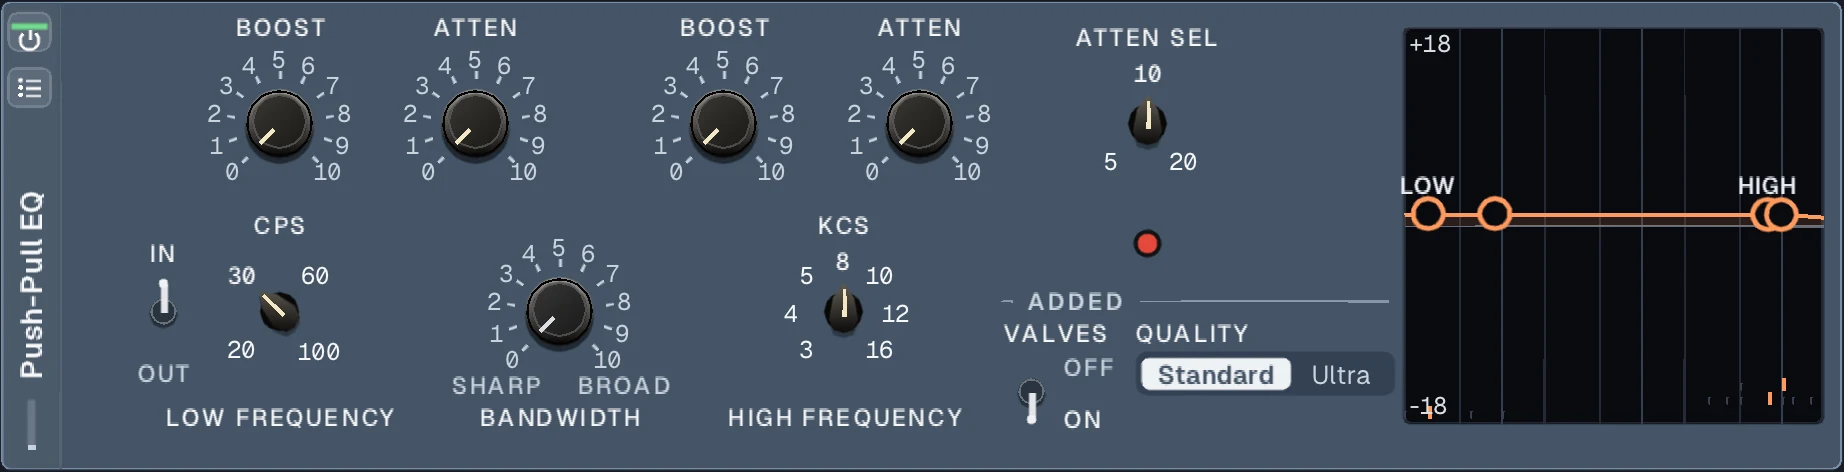 Push-Pull EQ
BOOST
0 1 2 3 4 5 6 7 8 9 10
ATTEN
0 1 2 3 4 5 6 7 8 9 10
BOOST
0 1 2 3 4 5 6 7 8 9 10
ATTEN
0 1 2 3 4 5 6 7 8 9 10
ATTEN SEL
5 10 20
IN
OUT
CPS
20 30 60 100
LOW FREQUENCY
0 1 2 3 4 5 6 7 8 9 10
SHARP BROAD
BANDWIDTH
KCS
3 4 5 8 10 12 16
HIGH FREQUENCY
ADDED
VALVES
OFF
ON
QUALITY
Standard Ultra
+18
LOW HIGH
-18